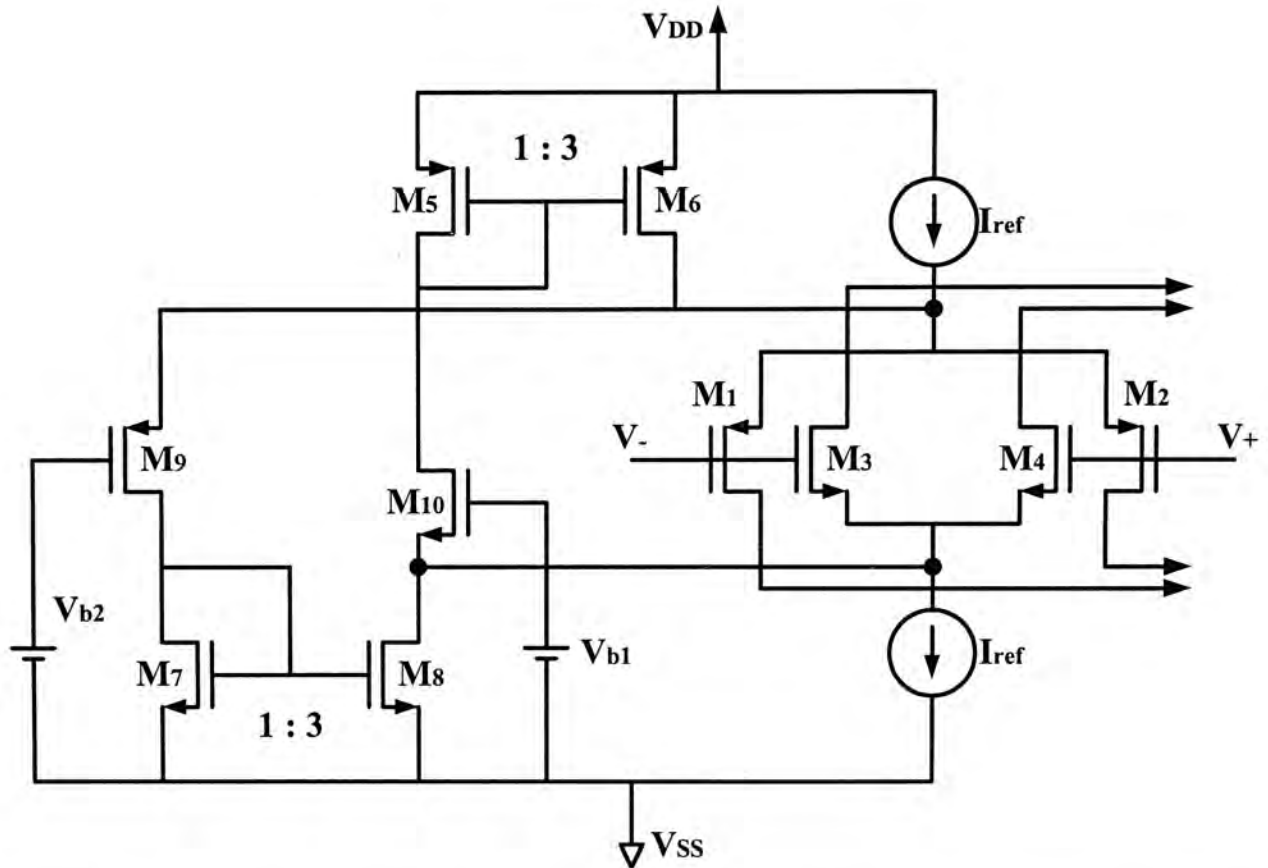 VDD
1 : 3
M5
M6
Iref
M1
M2
V-
M3
M4
V+
M9
M10
Vb2
Vb1
Iref
M7
M8
1 : 3
VSS